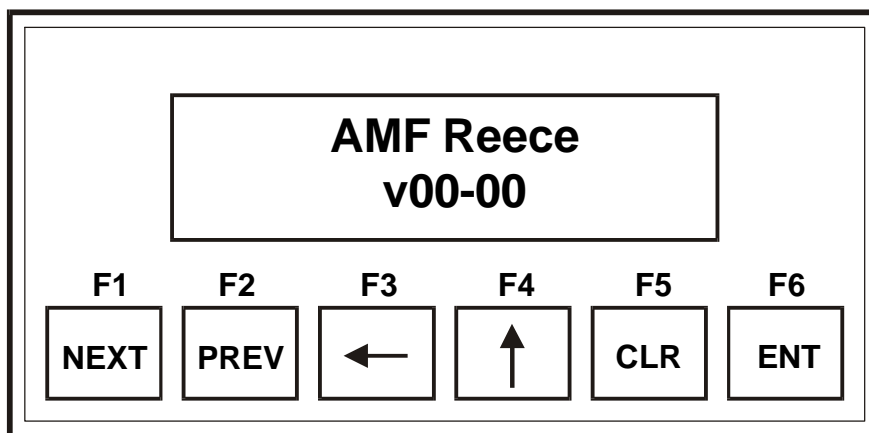 AMF Reece
v00-00
F1 F2 F3 F4 F5 F6
NEXT PREV ← ↑ CLR ENT